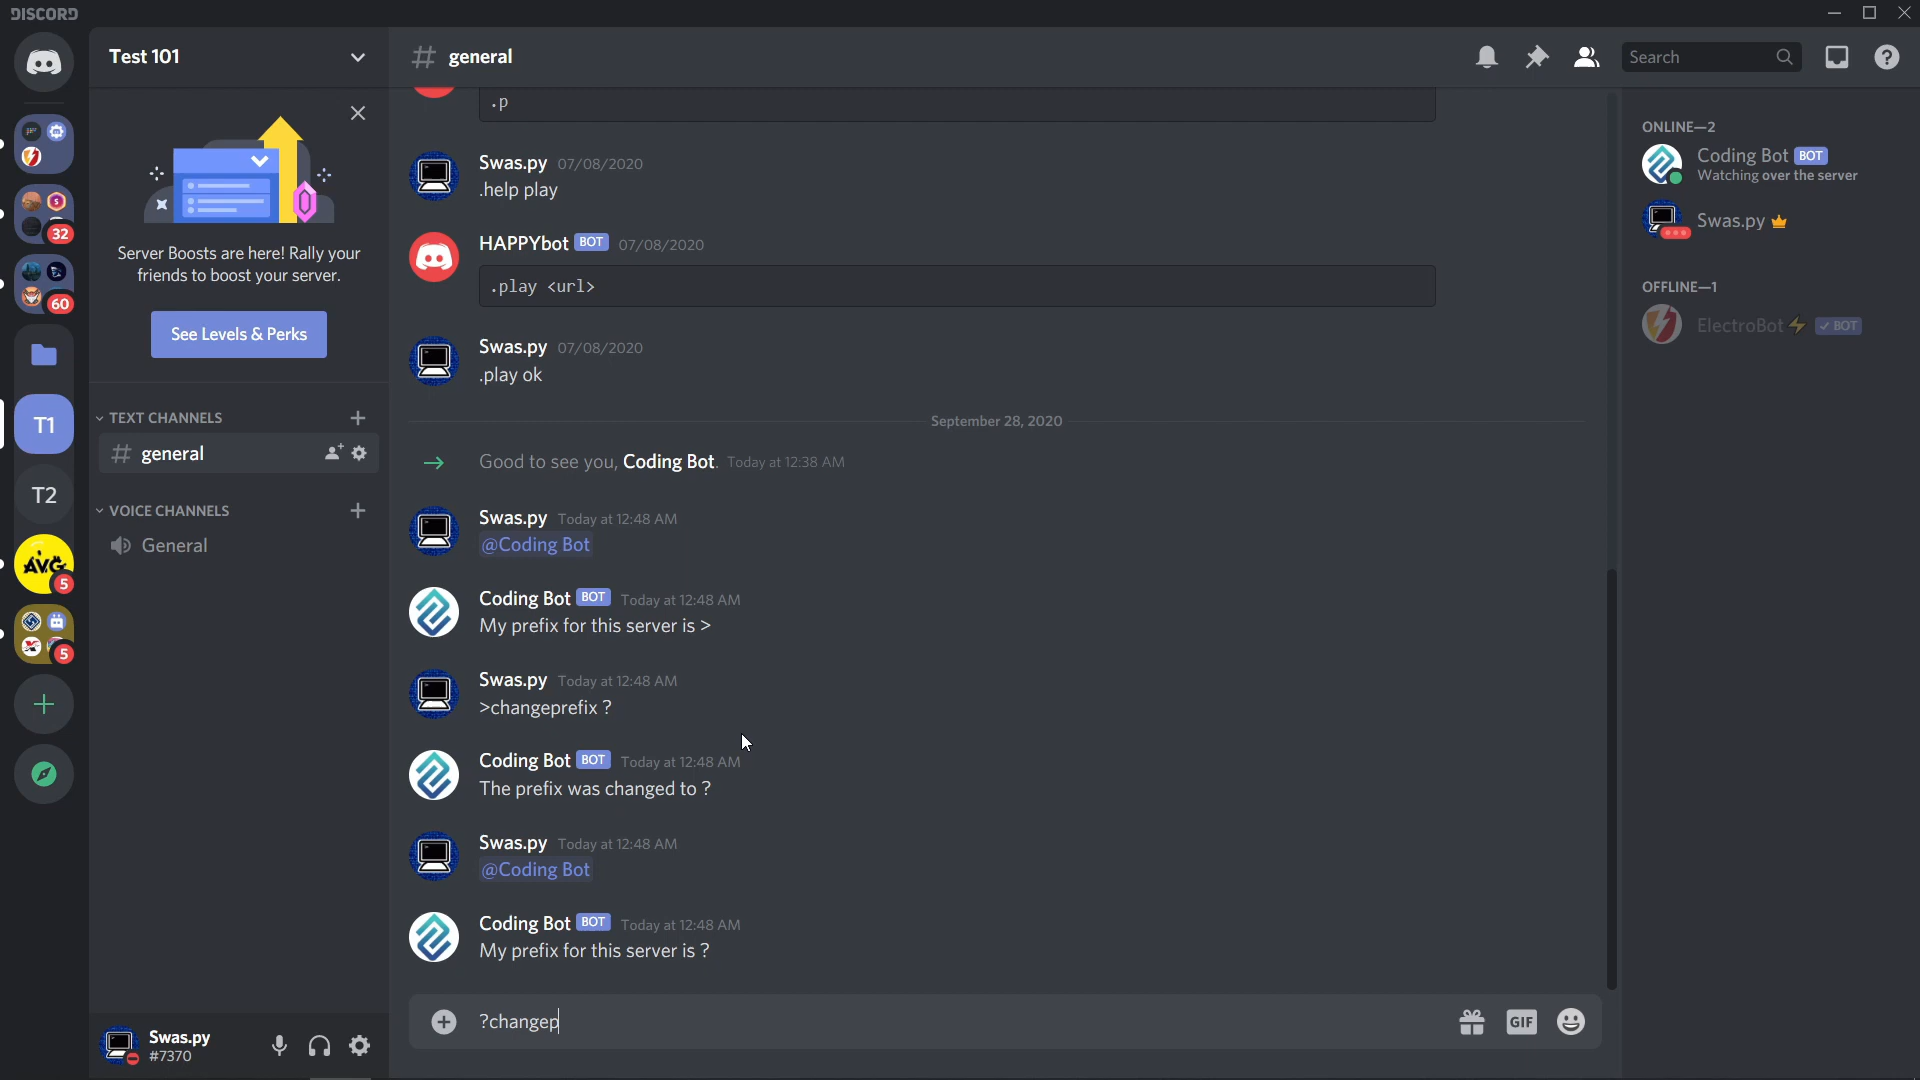 DISCORD
Test 101
Server Boosts are here! Rally your
friends to boost your server.
See Levels & Perks
TEXT CHANNELS
general
VOICE CHANNELS
General
32
60
T1
T2
AVG
5
5
Swas.py
#7370
general
Search
.p
Swas.py 07/08/2020
.help play
HAPPYbot BOT 07/08/2020
.play <url>
Swas.py 07/08/2020
.play ok
September 28, 2020
Good to see you, Coding Bot. Today at 12:38 AM
Swas.py Today at 12:48 AM
@Coding Bot
Coding Bot BOT Today at 12:48 AM
My prefix for this server is >
Swas.py Today at 12:48 AM
>changeprefix ?
Coding Bot BOT Today at 12:48 AM
The prefix was changed to ?
Swas.py Today at 12:48 AM
@Coding Bot
Coding Bot BOT Today at 12:48 AM
My prefix for this server is ?
?changep
GIF
ONLINE—2
Coding Bot BOT
Watching over the server
Swas.py
OFFLINE—1
ElectroBot BOT